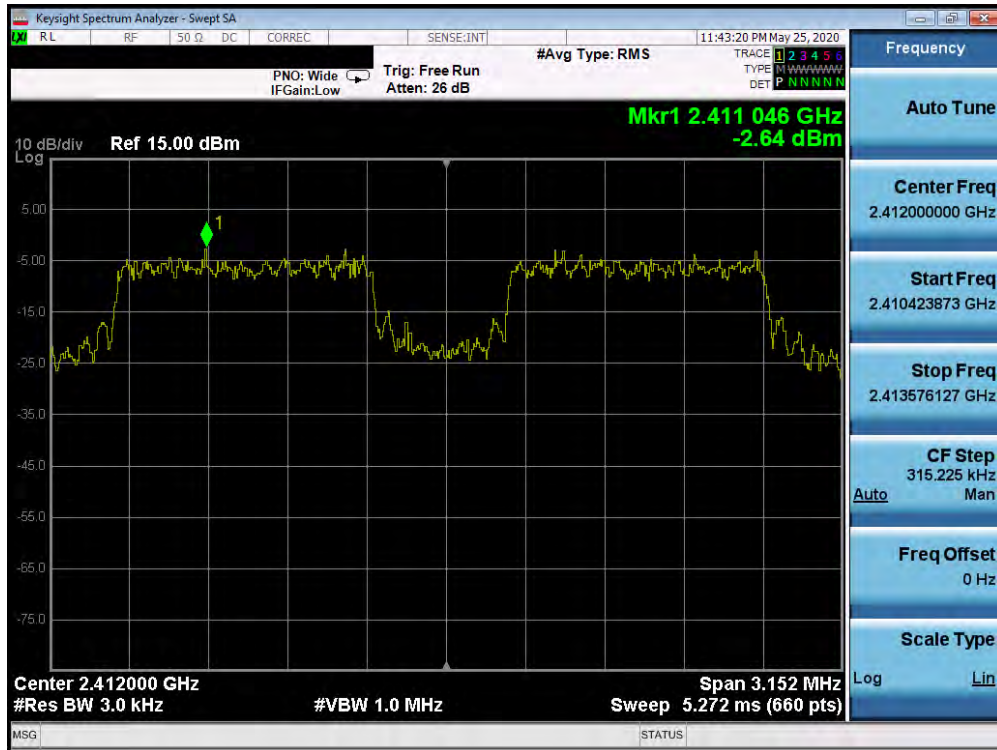 Keysight Spectrum Analyzer - Swept SA
LXI RL RF 50 Ω DC CORREC SENSE:INT 11:43:20 PM May 25, 2020
#Avg Type: RMS TRACE 1 2 3 4 5 6
PNO: Wide Trig: Free Run TYPE M W W W W W
IFGain:Low Atten: 26 dB DET P N N N N N
Mkr1 2.411 046 GHz
-2.64 dBm
10 dB/div Ref 15.00 dBm
Log
5.00
1
-5.00
-15.0
-25.0
-35.0
-45.0
-55.0
-65.0
-75.0
Center 2.412000 GHz Span 3.152 MHz
#Res BW 3.0 kHz #VBW 1.0 MHz Sweep 5.272 ms (660 pts)
MSG STATUS
Frequency
Auto Tune
Center Freq
2.412000000 GHz
Start Freq
2.410423873 GHz
Stop Freq
2.413576127 GHz
CF Step
315.225 kHz
Auto Man
Freq Offset
0 Hz
Scale Type
Log Lin